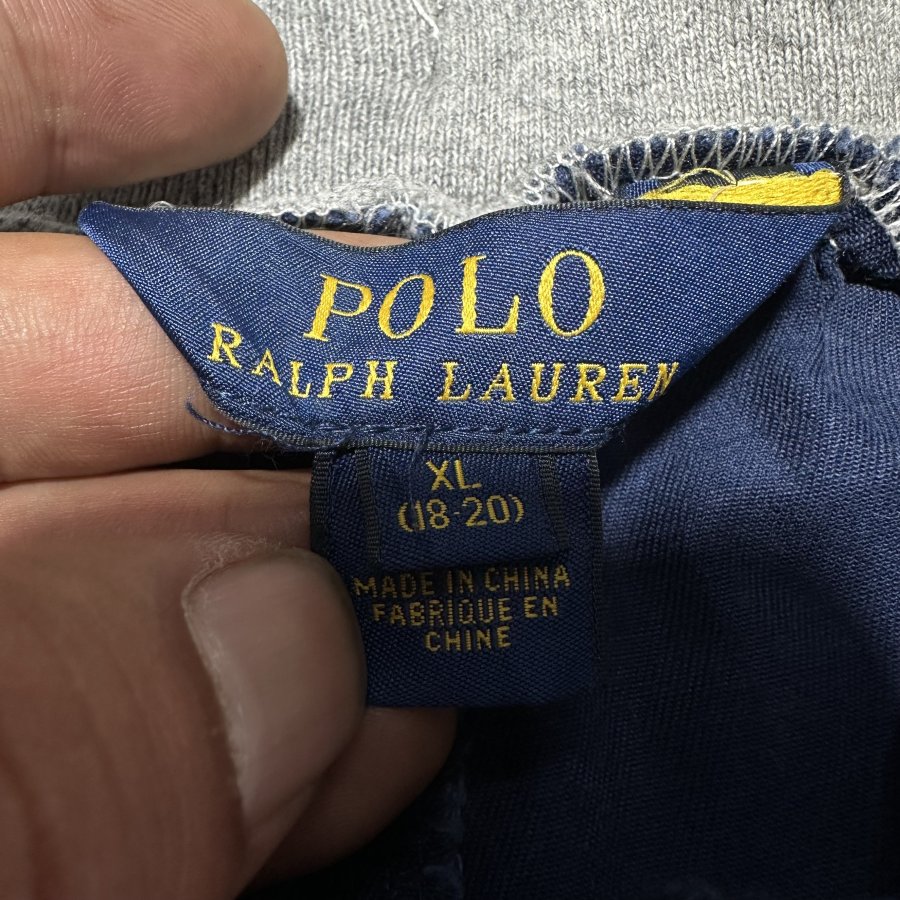 POLO
RALPH LAUREN
XL
(18-20)
MADE IN CHINA
FABRIQUE EN
CHINE